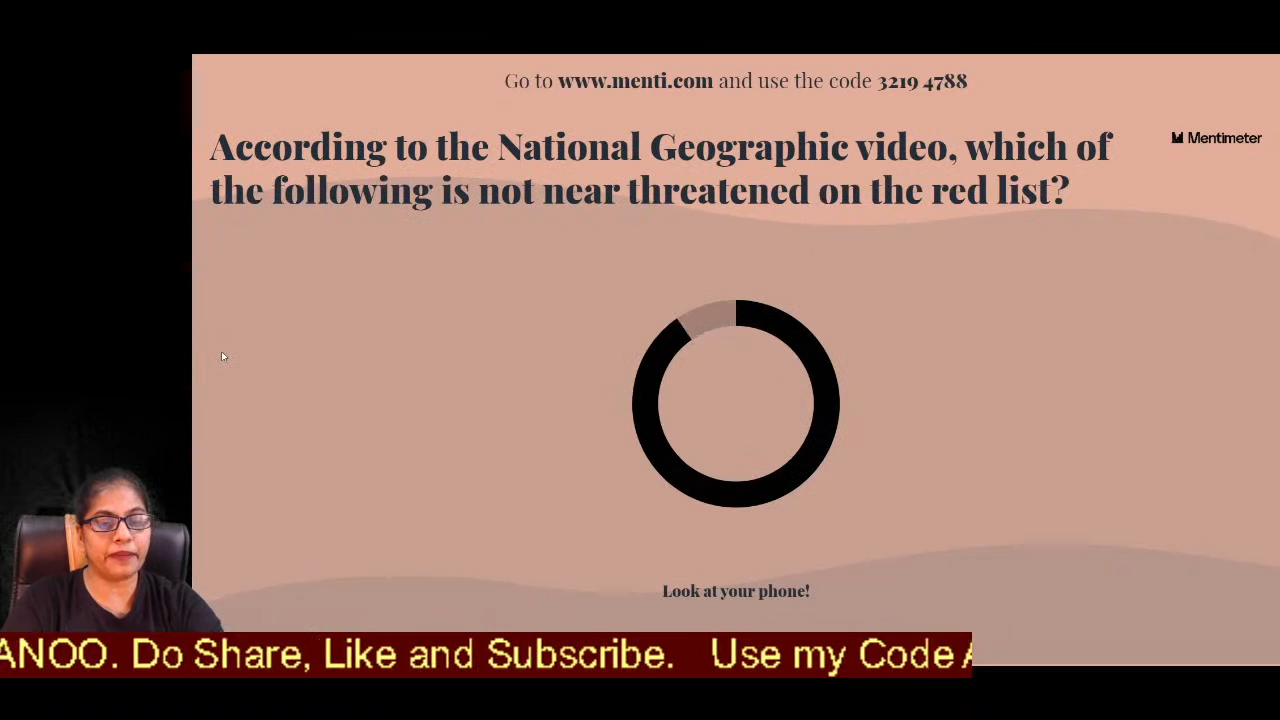 Go to www.menti.com and use the code 3219 4788
According to the National Geographic video, which of
the following is not near threatened on the red list?
Mentimeter
Look at your phone!
ANOO. Do Share, Like and Subscribe. Use my Code